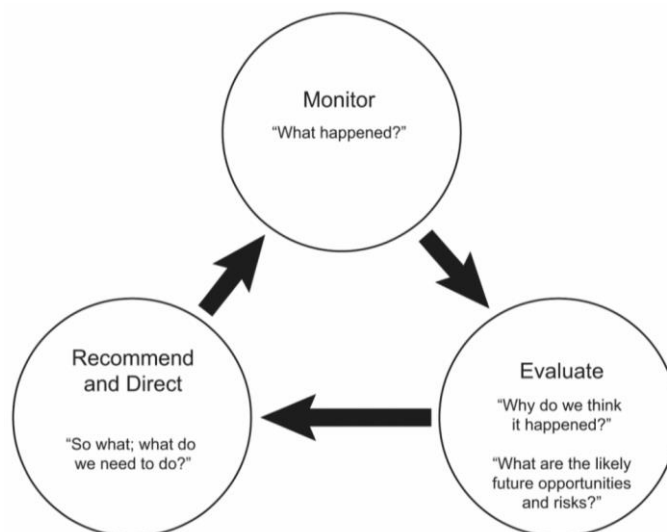 Monitor
“What happened?”
Recommend
and Direct
“So what; what do
we need to do?”
Evaluate
“Why do we think
it happened?”
“What are the likely
future opportunities
and risks?”